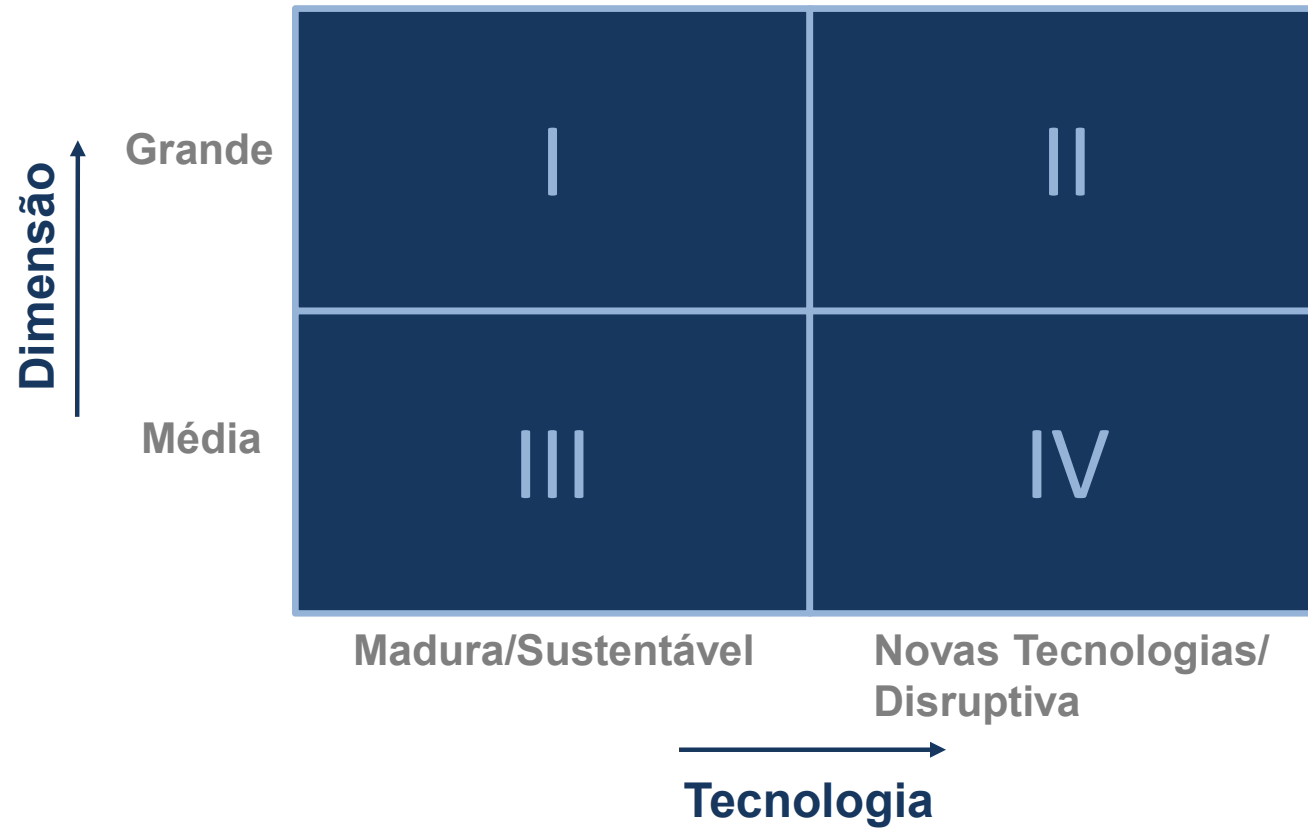 Grande
I
II
Dimensão
Média
III
IV
Madura/Sustentável
Novas Tecnologias/
Disruptiva
Tecnologia